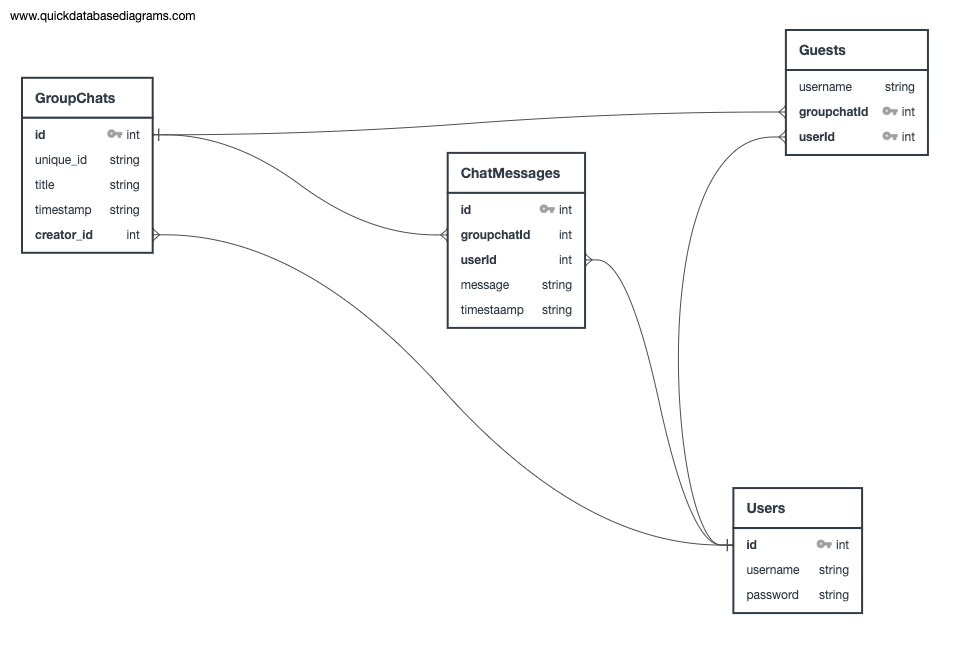 www.quickdatabasediagrams.com
GroupChats
id int
unique_id string
title string
timestamp string
creator_id int
ChatMessages
id int
groupchatId int
userId int
message string
timestaamp string
Guests
username string
groupchatId int
userId int
Users
id int
username string
password string